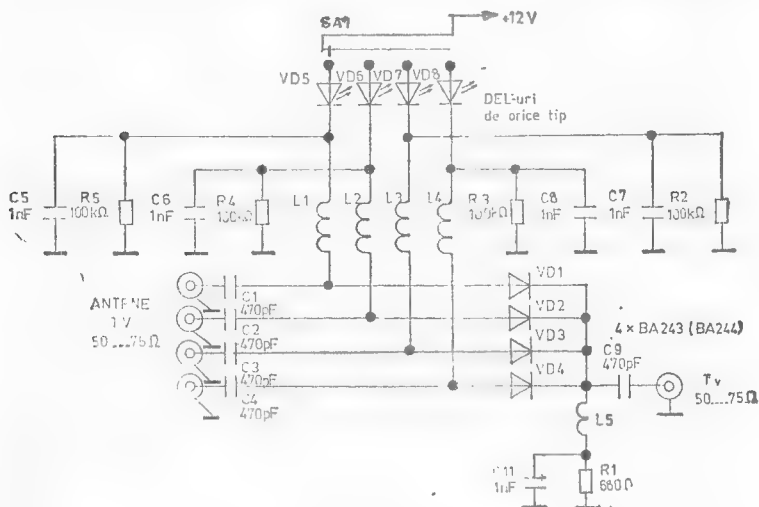 SA1
+12V
VD5
VD6
VD7
VD8
DEL-uri
de orice tip
C5
1nF
R5
100kΩ
C6
1nF
R4
100kΩ
L1
L2
L3
L4
R3
100kΩ
C8
1nF
C7
1nF
R2
100kΩ
ANTENE
TV
50....75Ω
C1
470pF
C2
470pF
C3
470pF
C4
470pF
VD1
VD2
VD3
VD4
4× BA243 (BA244)
C9
470pF
Tv
50....75Ω
L5
C11
1nF
R1
680Ω